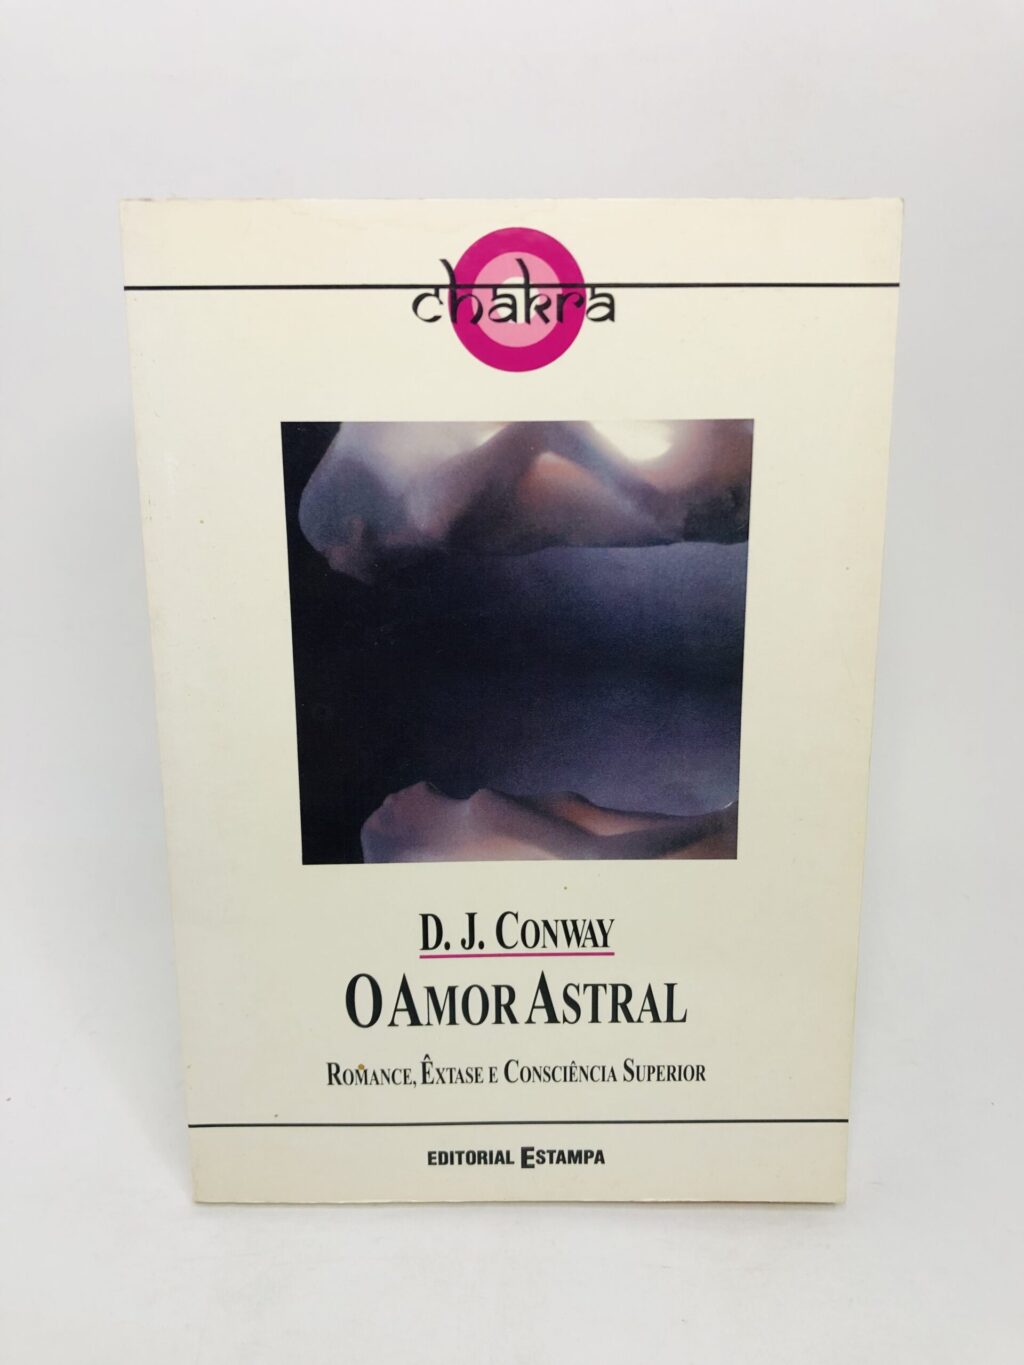 chakra
D. J. CONWAY
O AMOR ASTRAL
ROMANCE, ÊXTASE E CONSCIÊNCIA SUPERIOR
EDITORIAL ESTAMPA